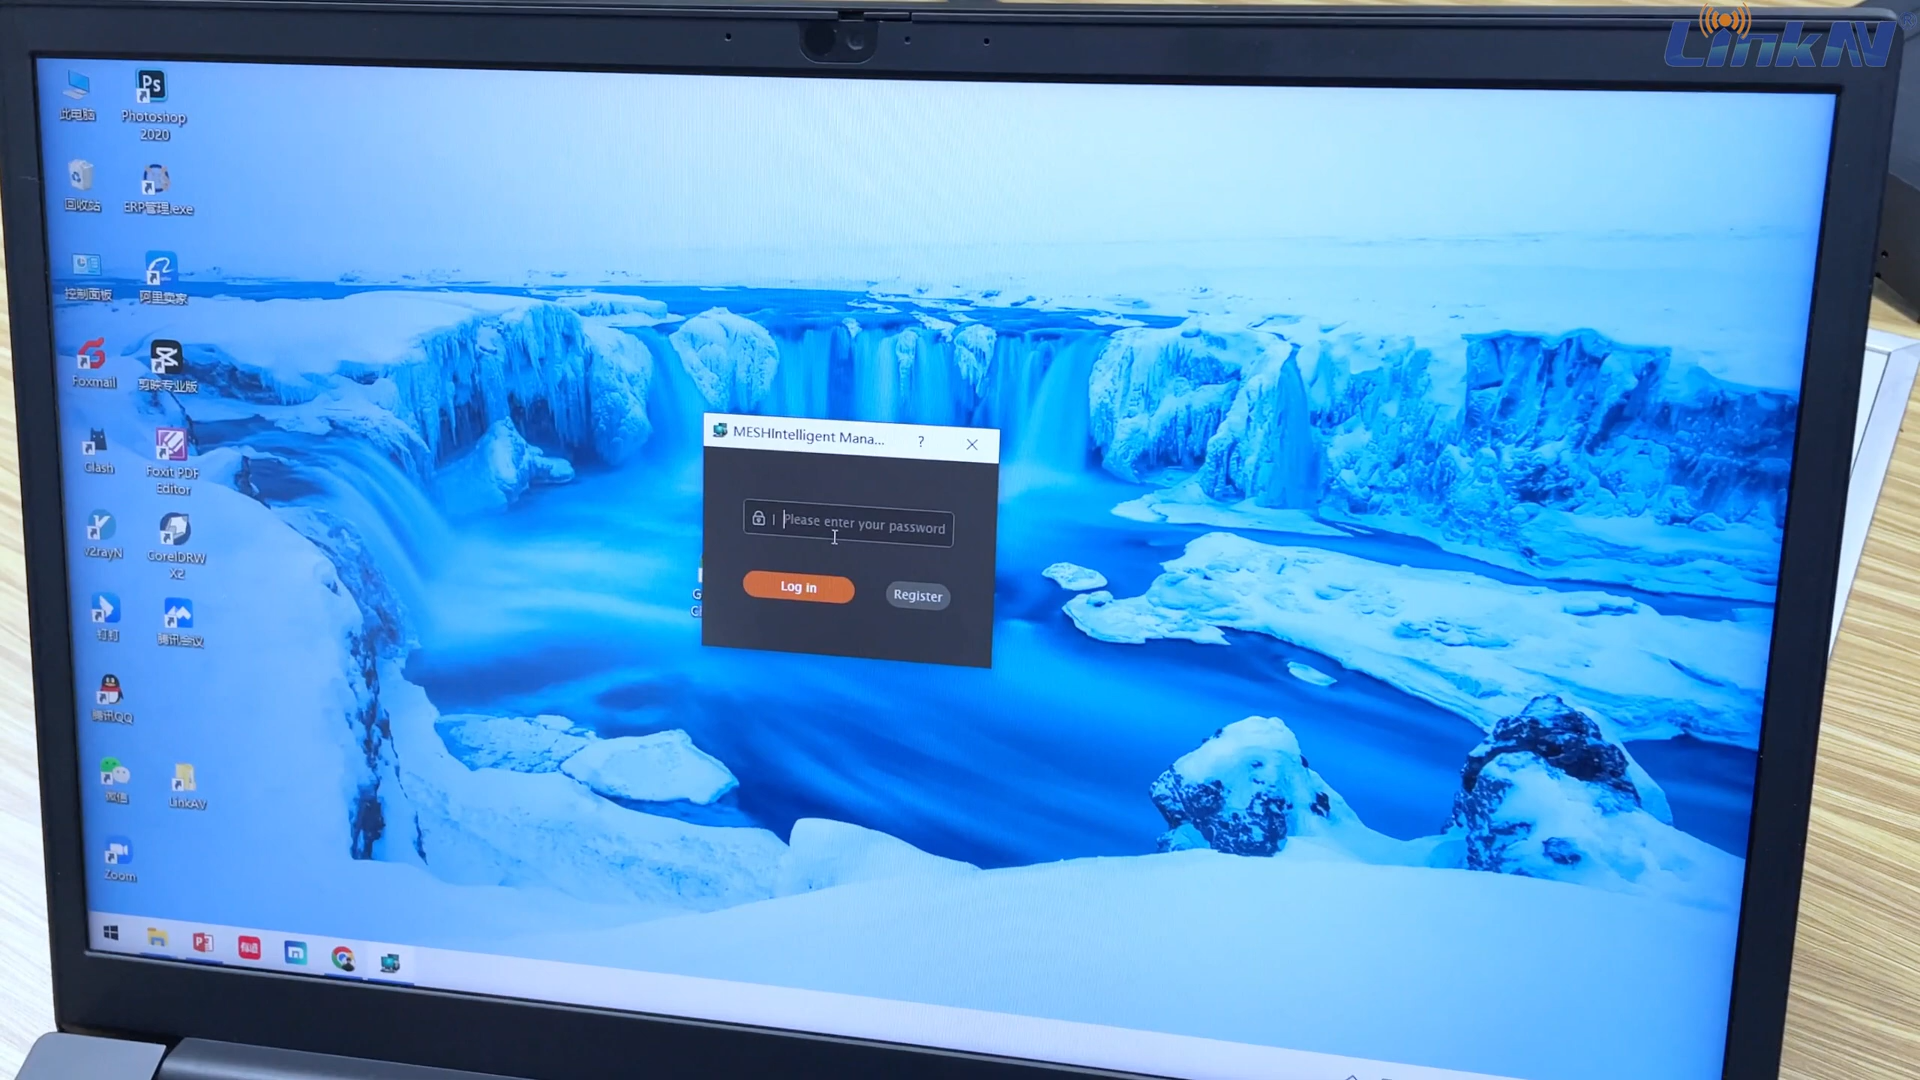 LinkAV
此电脑
Ps
Photoshop
2020
回收站
ERP管理.exe
控制面板
阿里卖家
Foxmail
剪映专业版
Clash
Foxit PDF
Editor
v2rayN
CorelDRW
X2
钉钉
腾讯会议
腾讯QQ
微信
LinkAV
Zoom
MESHIntelligent Mana...
?
Please enter your password
Log in
Register